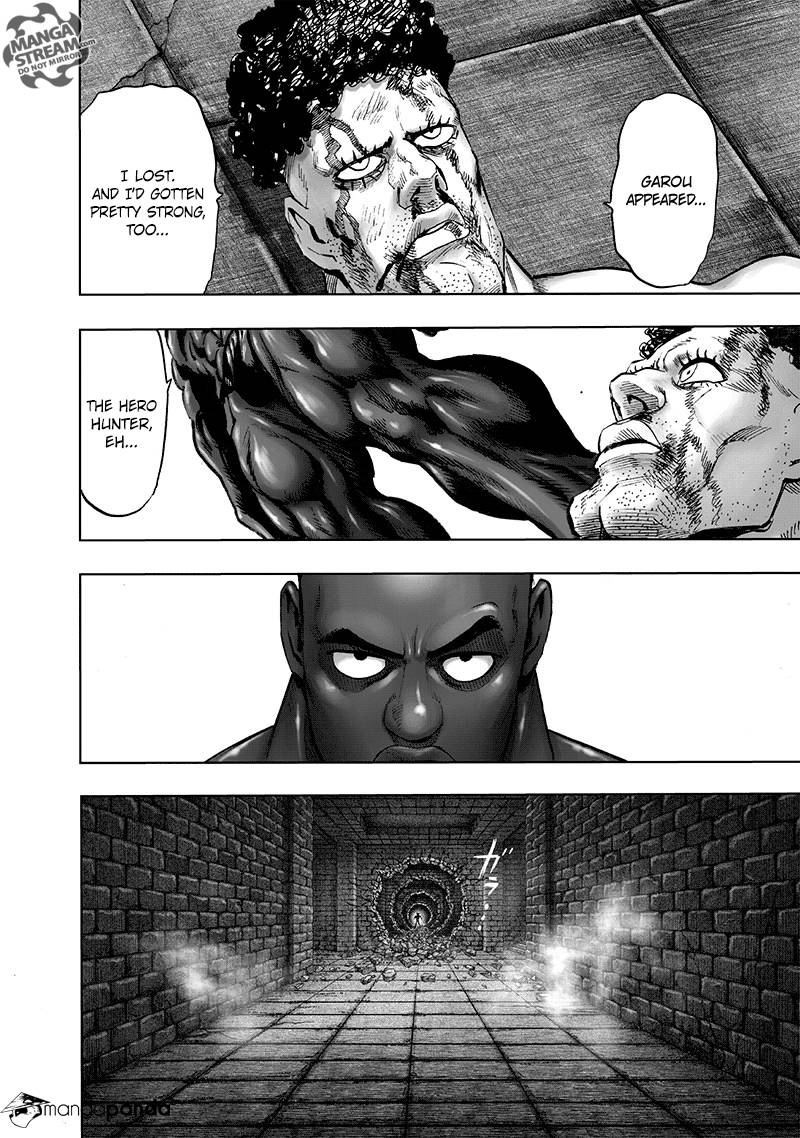 MANGA
STREAM
.COM
DO NOT MIRROR
GAROU
APPEARED...
I LOST.
AND I'D GOTTEN
PRETTY STRONG,
TOO...
THE HERO
HUNTER,
EH...
ガラ…
mangapanda